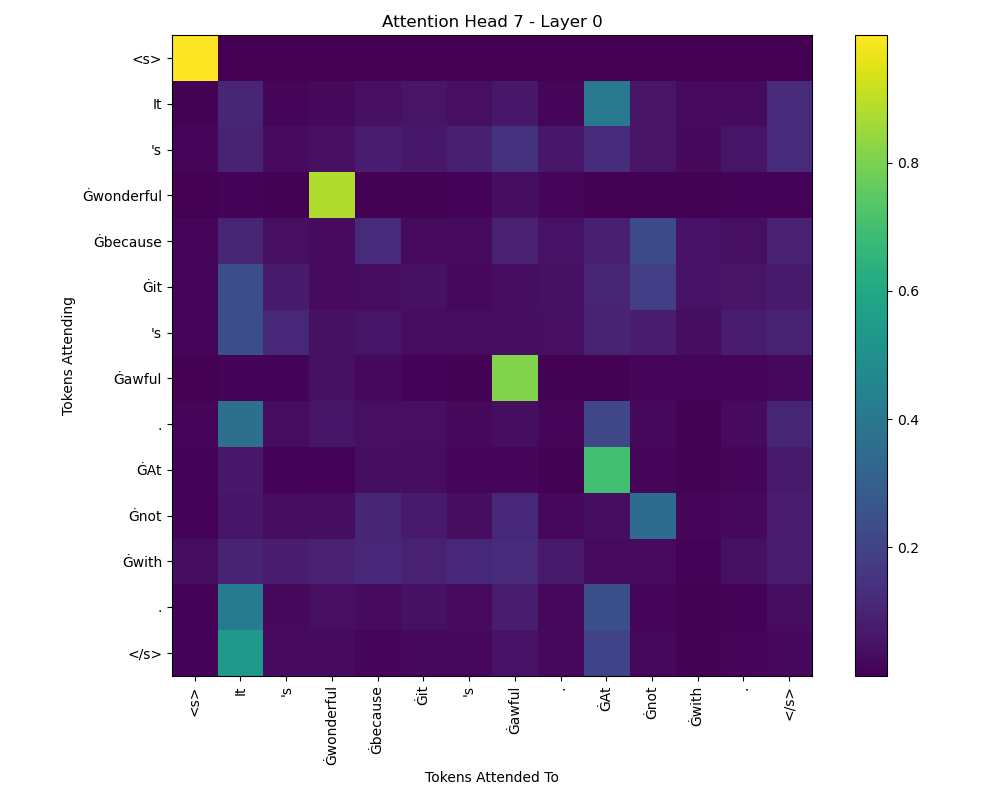 Attention Head 7 - Layer 0
Tokens Attending
<s>
It
's
Ġwonderful
Ġbecause
Ġit
's
Ġawful
.
ĠAt
Ġnot
Ġwith
.
</s>
<s>
It
's
Ġwonderful
Ġbecause
Ġit
's
Ġawful
.
ĠAt
Ġnot
Ġwith
.
</s>
Tokens Attended To
0.8
0.6
0.4
0.2